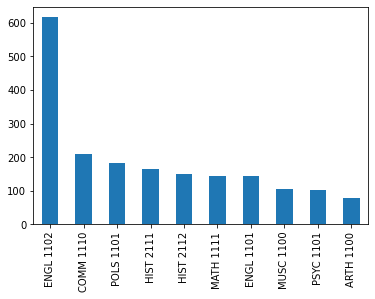 600
500
400
300
200
100
0
ENGL 1102
COMM 1110
POLS 1101
HIST 2111
HIST 2112
MATH 1111
ENGL 1101
MUSC 1100
PSYC 1101
ARTH 1100